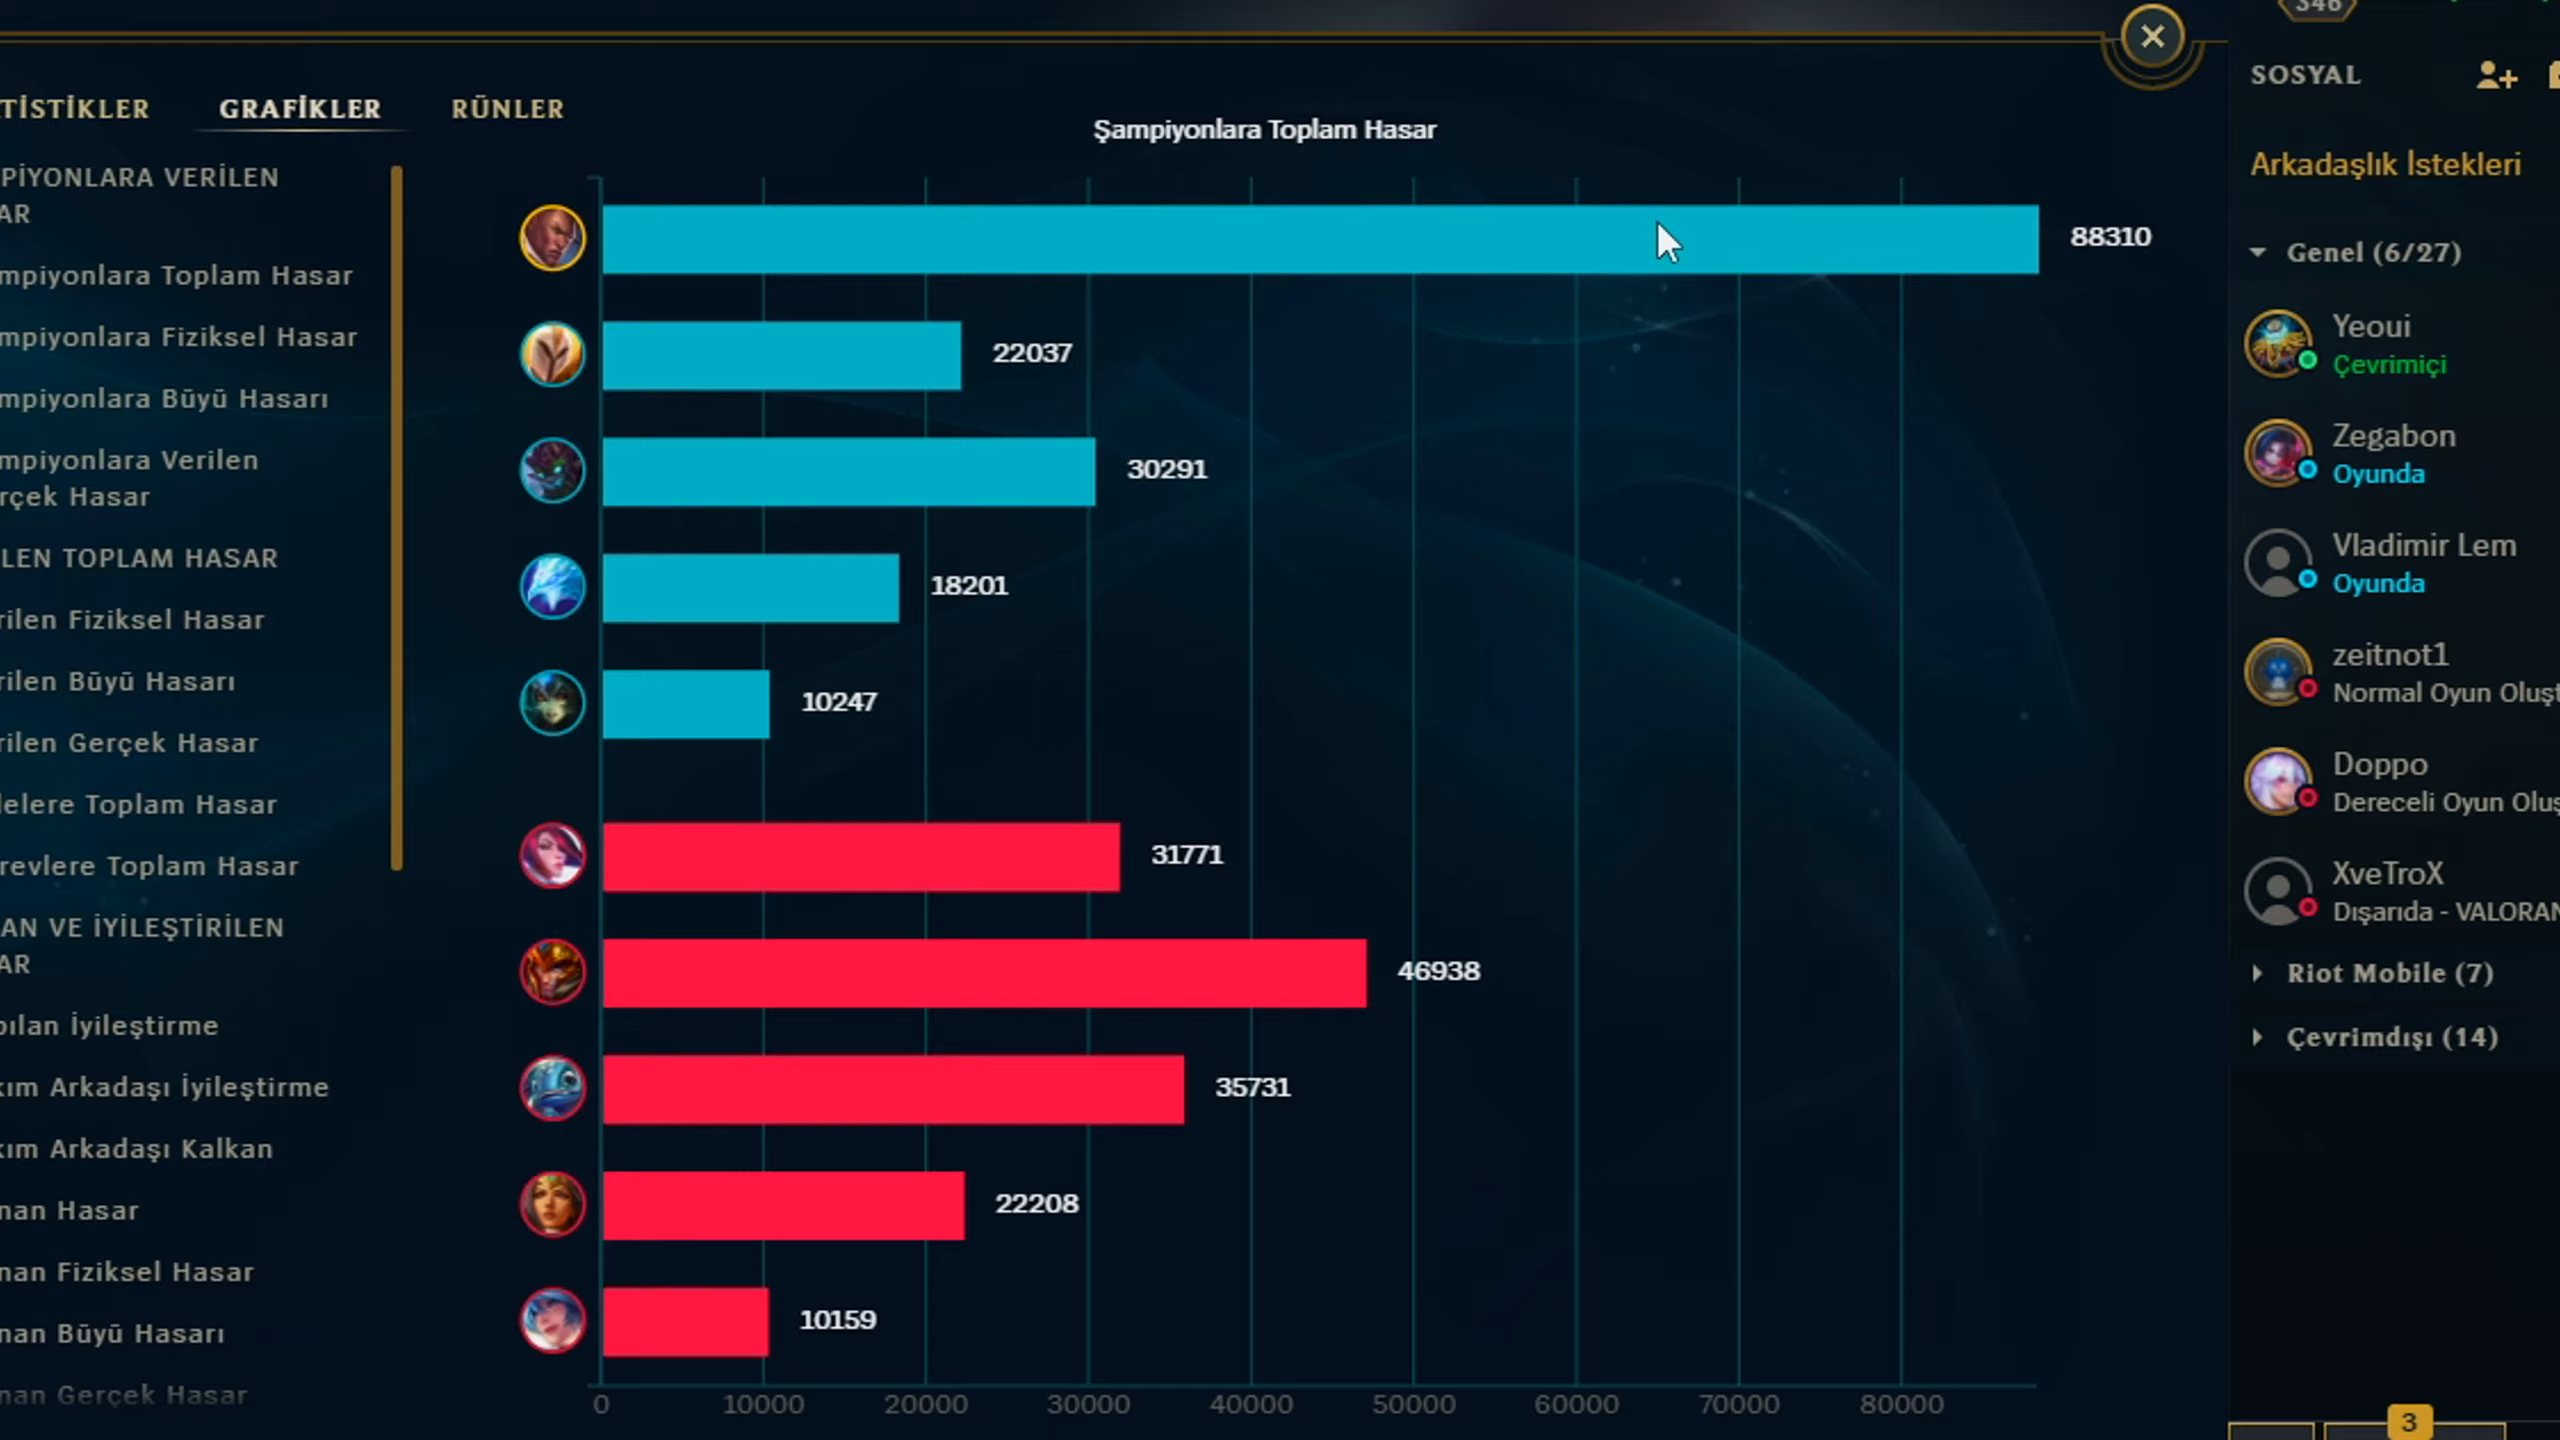 346
TİSTİKLER
GRAFİKLER
RÜNLER
PİYONLARA VERİLEN
AR
mpiyonlara Toplam Hasar
mpiyonlara Fiziksel Hasar
mpiyonlara Büyü Hasarı
mpiyonlara Verilen
rçek Hasar
LEN TOPLAM HASAR
rilen Fiziksel Hasar
rilen Büyü Hasarı
rilen Gerçek Hasar
lelere Toplam Hasar
revlere Toplam Hasar
AN VE İYİLEŞTİRİLEN
AR
pılan İyileştirme
kım Arkadaşı İyileştirme
kım Arkadaşı Kalkan
nan Hasar
nan Fiziksel Hasar
nan Büyü Hasarı
nan Gerçek Hasar
Şampiyonlara Toplam Hasar
88310
22037
30291
18201
10247
31771
46938
35731
22208
10159
0 10000 20000 30000 40000 50000 60000 70000 80000
SOSYAL
Arkadaşlık İstekleri
Genel (6/27)
Yeoui
Çevrimiçi
Zegabon
Oyunda
Vladimir Lem
Oyunda
zeitnot1
Normal Oyun Oluşt
Doppo
Dereceli Oyun Oluş
XveTroX
Dışarıda - VALORAN
Riot Mobile (7)
Çevrimdışı (14)
3